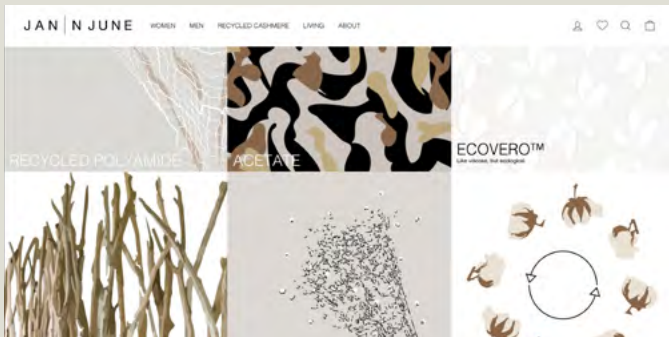 JAN N JUNE WOMEN MEN RECYCLED CASHMERE LIVING ABOUT
RECYCLED POLYAMIDE
ACETATE
ECOVERO™
Like viscose, but ecological.